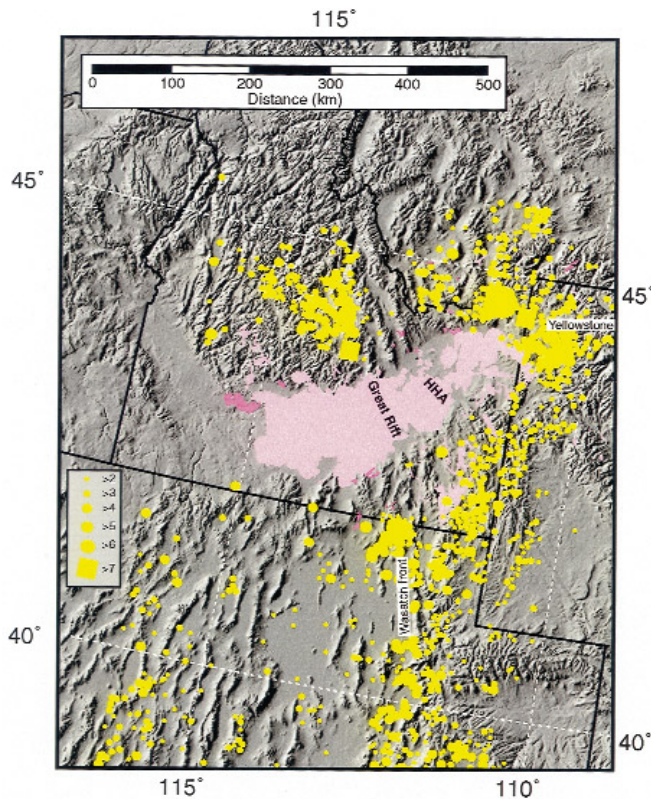 115°
0 100 200 300 400 500
Distance (km)
45°
45°
Yellowstone
HHA
Great Rift
>2
>3
>4
>5
>6
>7
Wasatch front
40°
40°
115°
110°